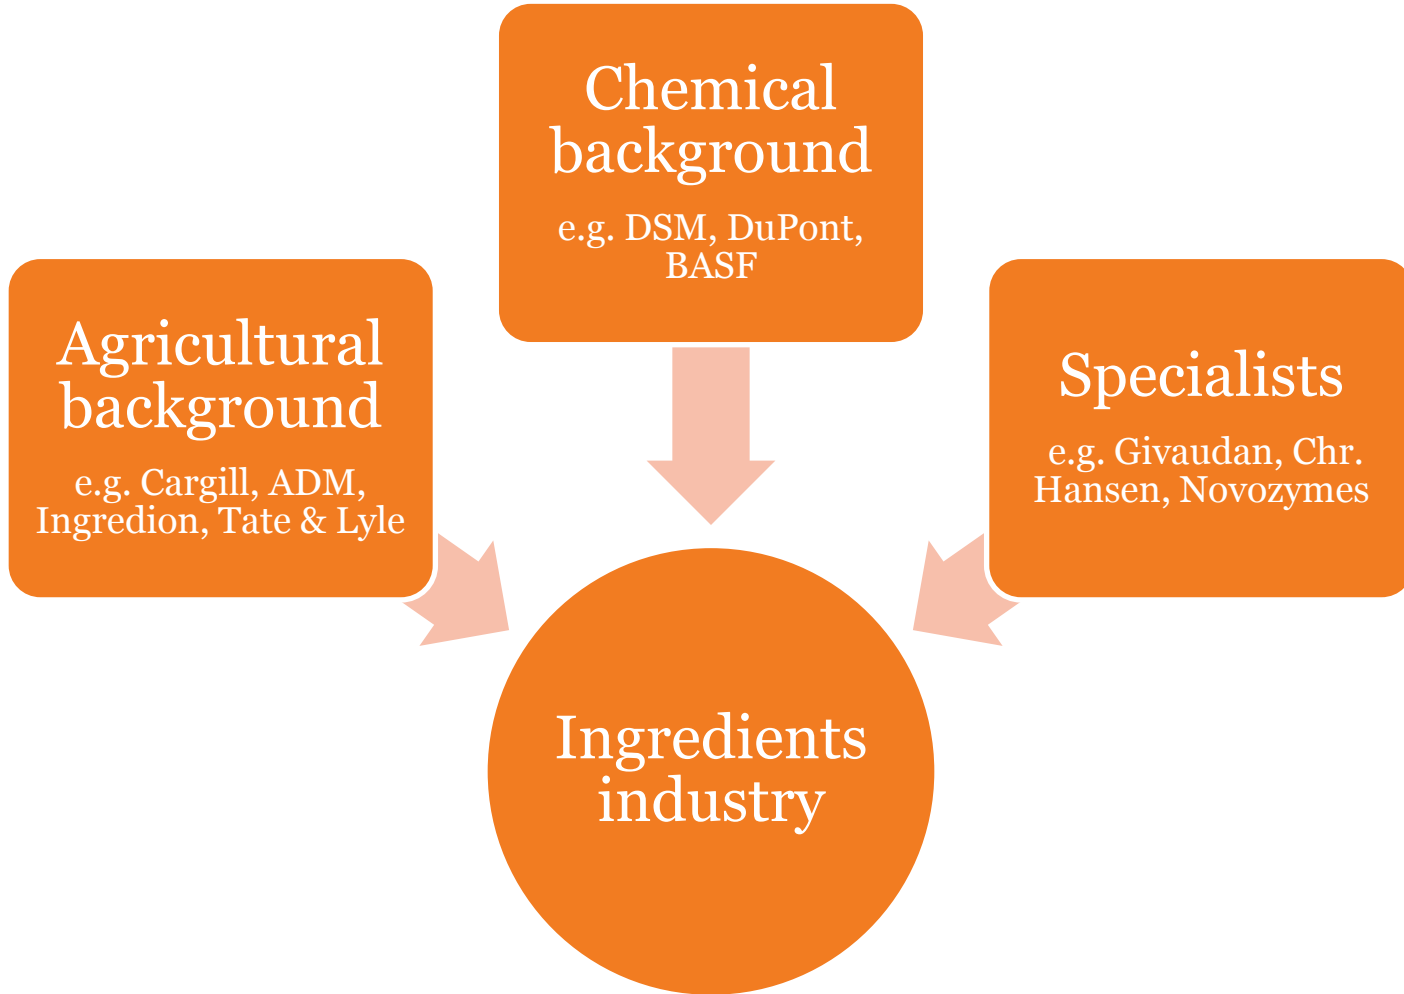 Chemical
background
e.g. DSM, DuPont,
BASF
Agricultural
background
e.g. Cargill, ADM,
Ingredion, Tate & Lyle
Specialists
e.g. Givaudan, Chr.
Hansen, Novozymes
Ingredients
industry